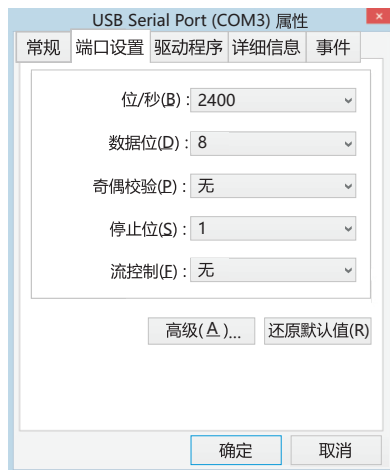 USB Serial Port (COM3) 属性
×
常规 端口设置 驱动程序 详细信息 事件
位/秒(B) : 2400
数据位(D) : 8
奇偶校验(P) : 无
停止位(S) : 1
流控制(F) : 无
高级( A )... 还原默认值(R)
确定 取消